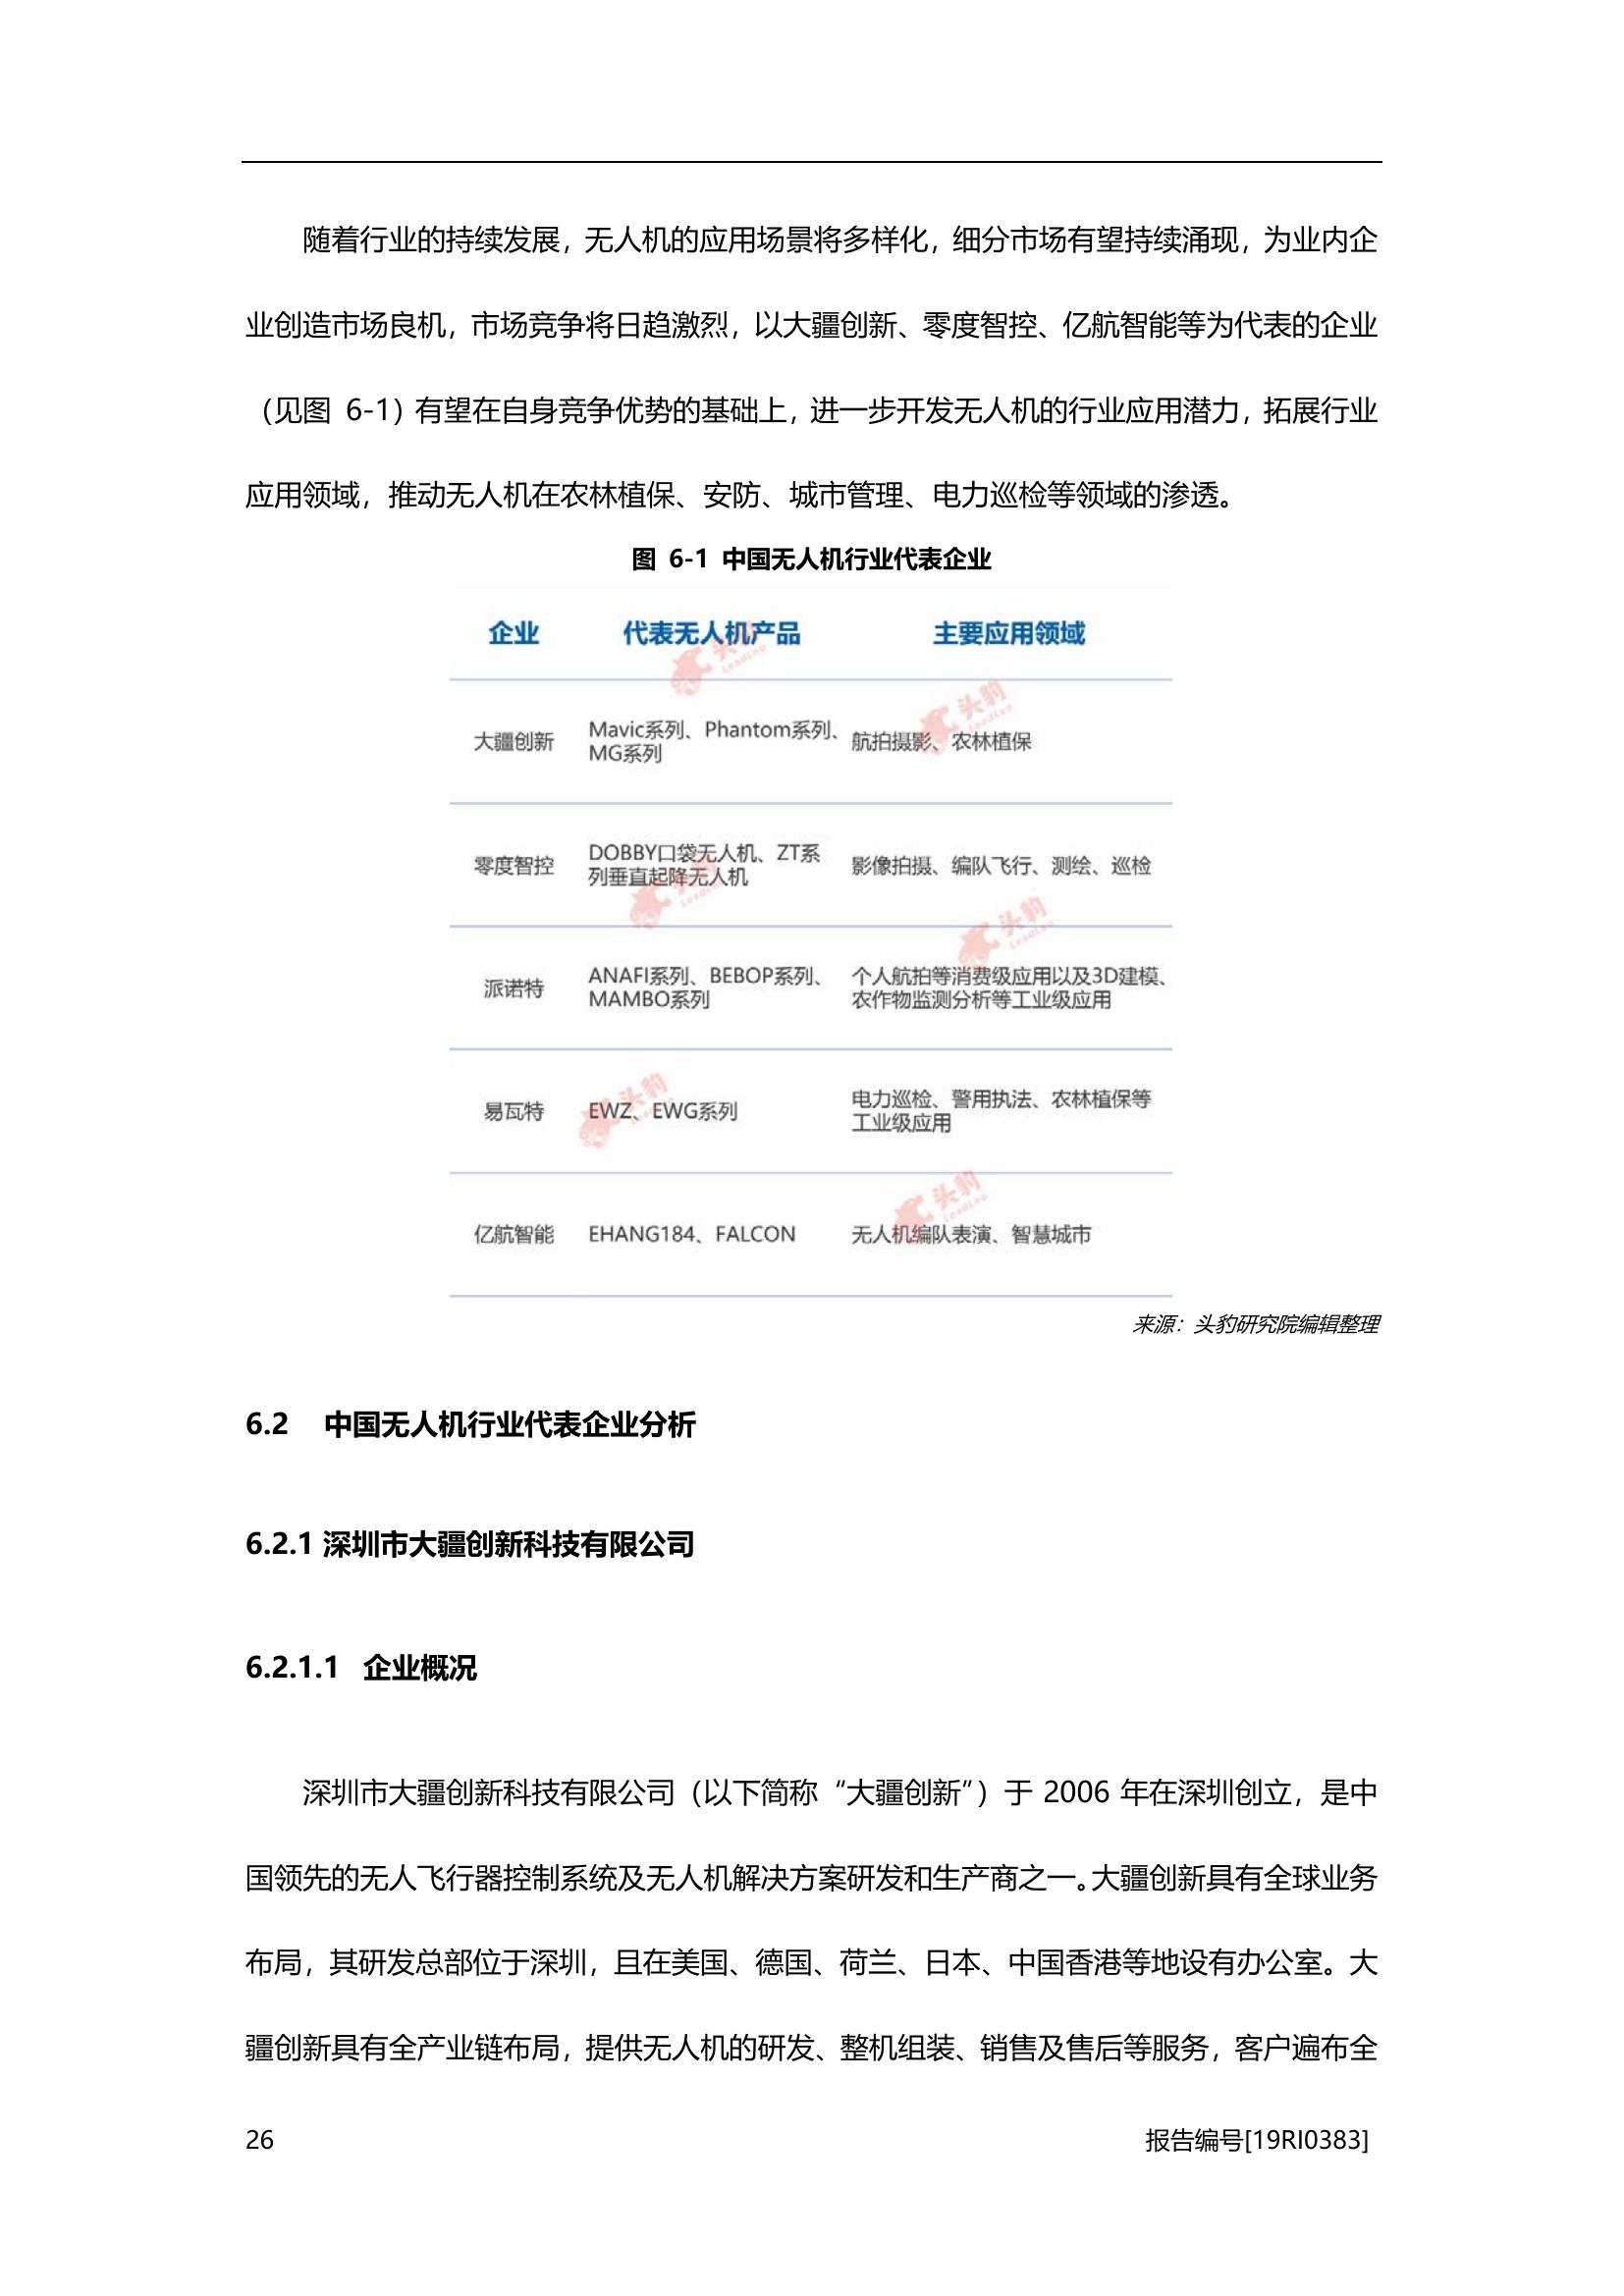 随着行业的持续发展，无人机的应用场景将多样化，细分市场有望持续涌现，为业内企
业创造市场良机，市场竞争将日趋激烈，以大疆创新、零度智控、亿航智能等为代表的企业
（见图 6-1）有望在自身竞争优势的基础上，进一步开发无人机的行业应用潜力，拓展行业
应用领域，推动无人机在农林植保、安防、城市管理、电力巡检等领域的渗透。
图 6-1 中国无人机行业代表企业
企业 代表无人机产品 主要应用领域
头豹
LeadLeo
头豹
LeadLeo
大疆创新 Mavic系列、Phantom系列、 航拍摄影、农林植保
MG系列
零度智控 DOBBY口袋无人机、ZT系 影像拍摄、编队飞行、测绘、巡检
列垂直起降无人机
头豹
LeadLeo
头豹
LeadLeo
派诺特 ANAFI系列、BEBOP系列、 个人航拍等消费级应用以及3D建模、
MAMBO系列 农作物监测分析等工业级应用
头豹
LeadLeo
易瓦特 EWZ、EWG系列 电力巡检、警用执法、农林植保等
工业级应用
头豹
LeadLeo
亿航智能 EHANG184、FALCON 无人机编队表演、智慧城市
来源：头豹研究院编辑整理
6.2 中国无人机行业代表企业分析
6.2.1 深圳市大疆创新科技有限公司
6.2.1.1 企业概况
深圳市大疆创新科技有限公司（以下简称“大疆创新”）于 2006 年在深圳创立，是中
国领先的无人飞行器控制系统及无人机解决方案研发和生产商之一。大疆创新具有全球业务
布局，其研发总部位于深圳，且在美国、德国、荷兰、日本、中国香港等地设有办公室。大
疆创新具有全产业链布局，提供无人机的研发、整机组装、销售及售后等服务，客户遍布全
26 报告编号[19RI0383]